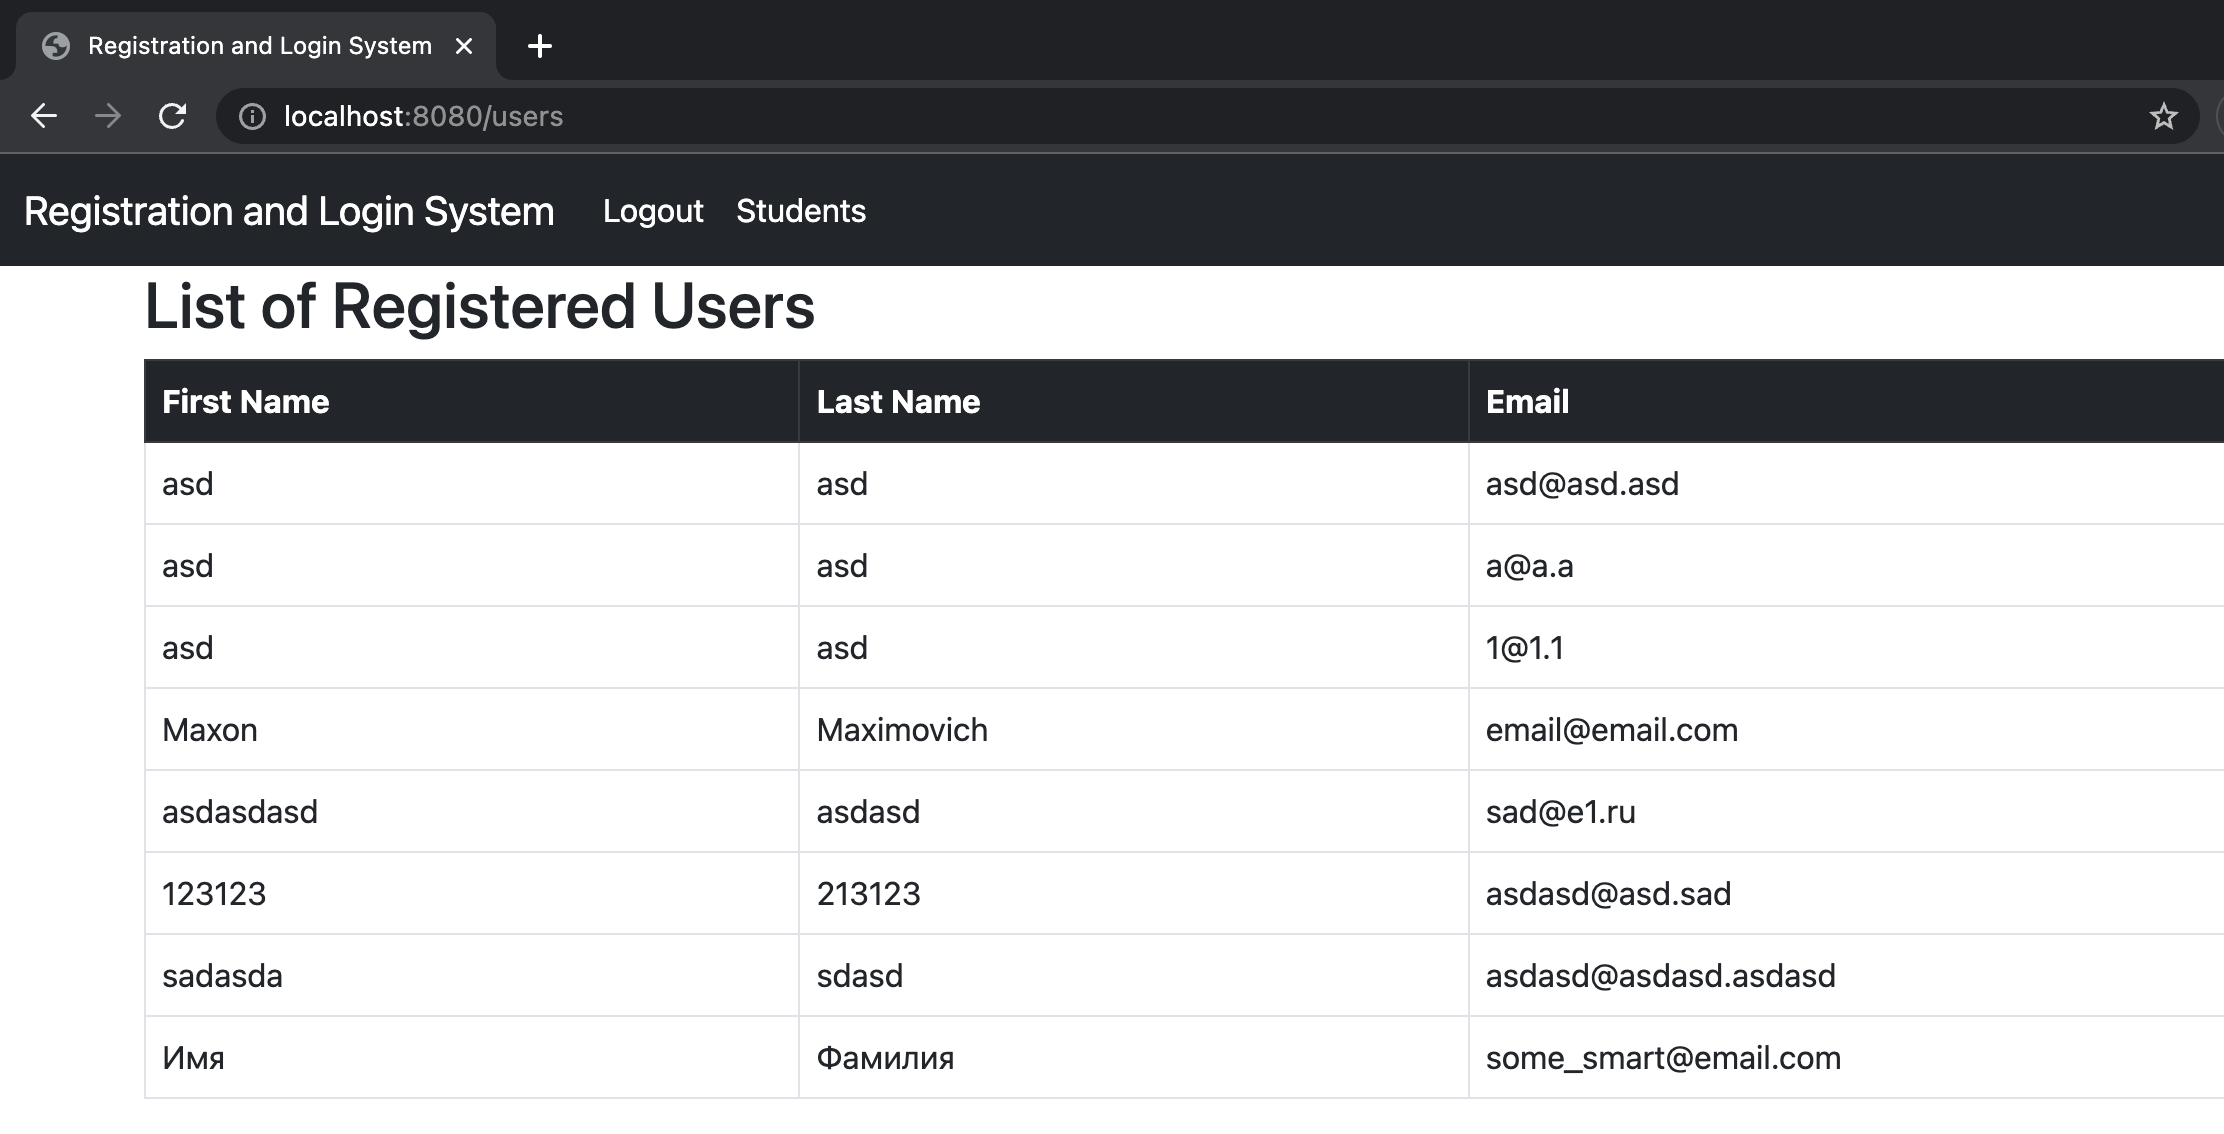 Registration and Login System
localhost:8080/users
Registration and Login System Logout Students
List of Registered Users
First Name Last Name Email
asd asd asd@asd.asd
asd asd a@a.a
asd asd 1@1.1
Maxon Maximovich email@email.com
asdasdasd asdasd sad@e1.ru
123123 213123 asdasd@asd.sad
sadasda sdasd asdasd@asdasd.asdasd
Имя Фамилия some_smart@email.com